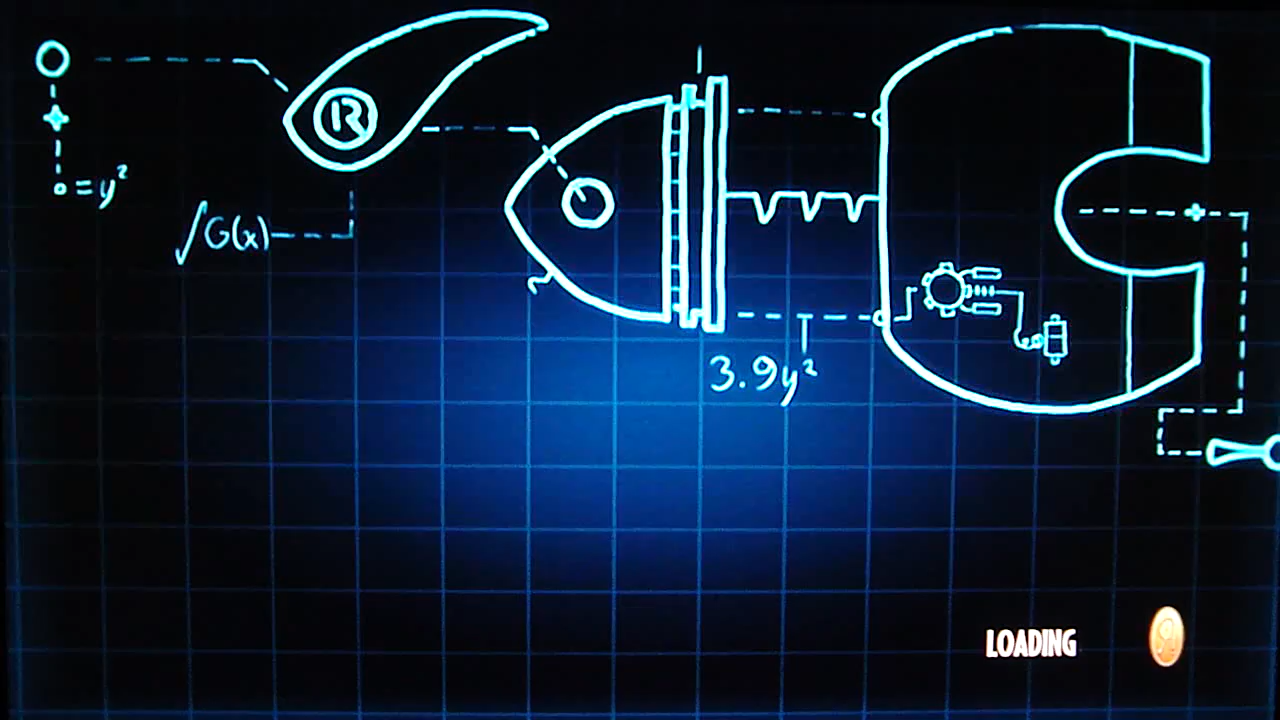 R
= y²
∫G(x)
3.9y²
LOADING